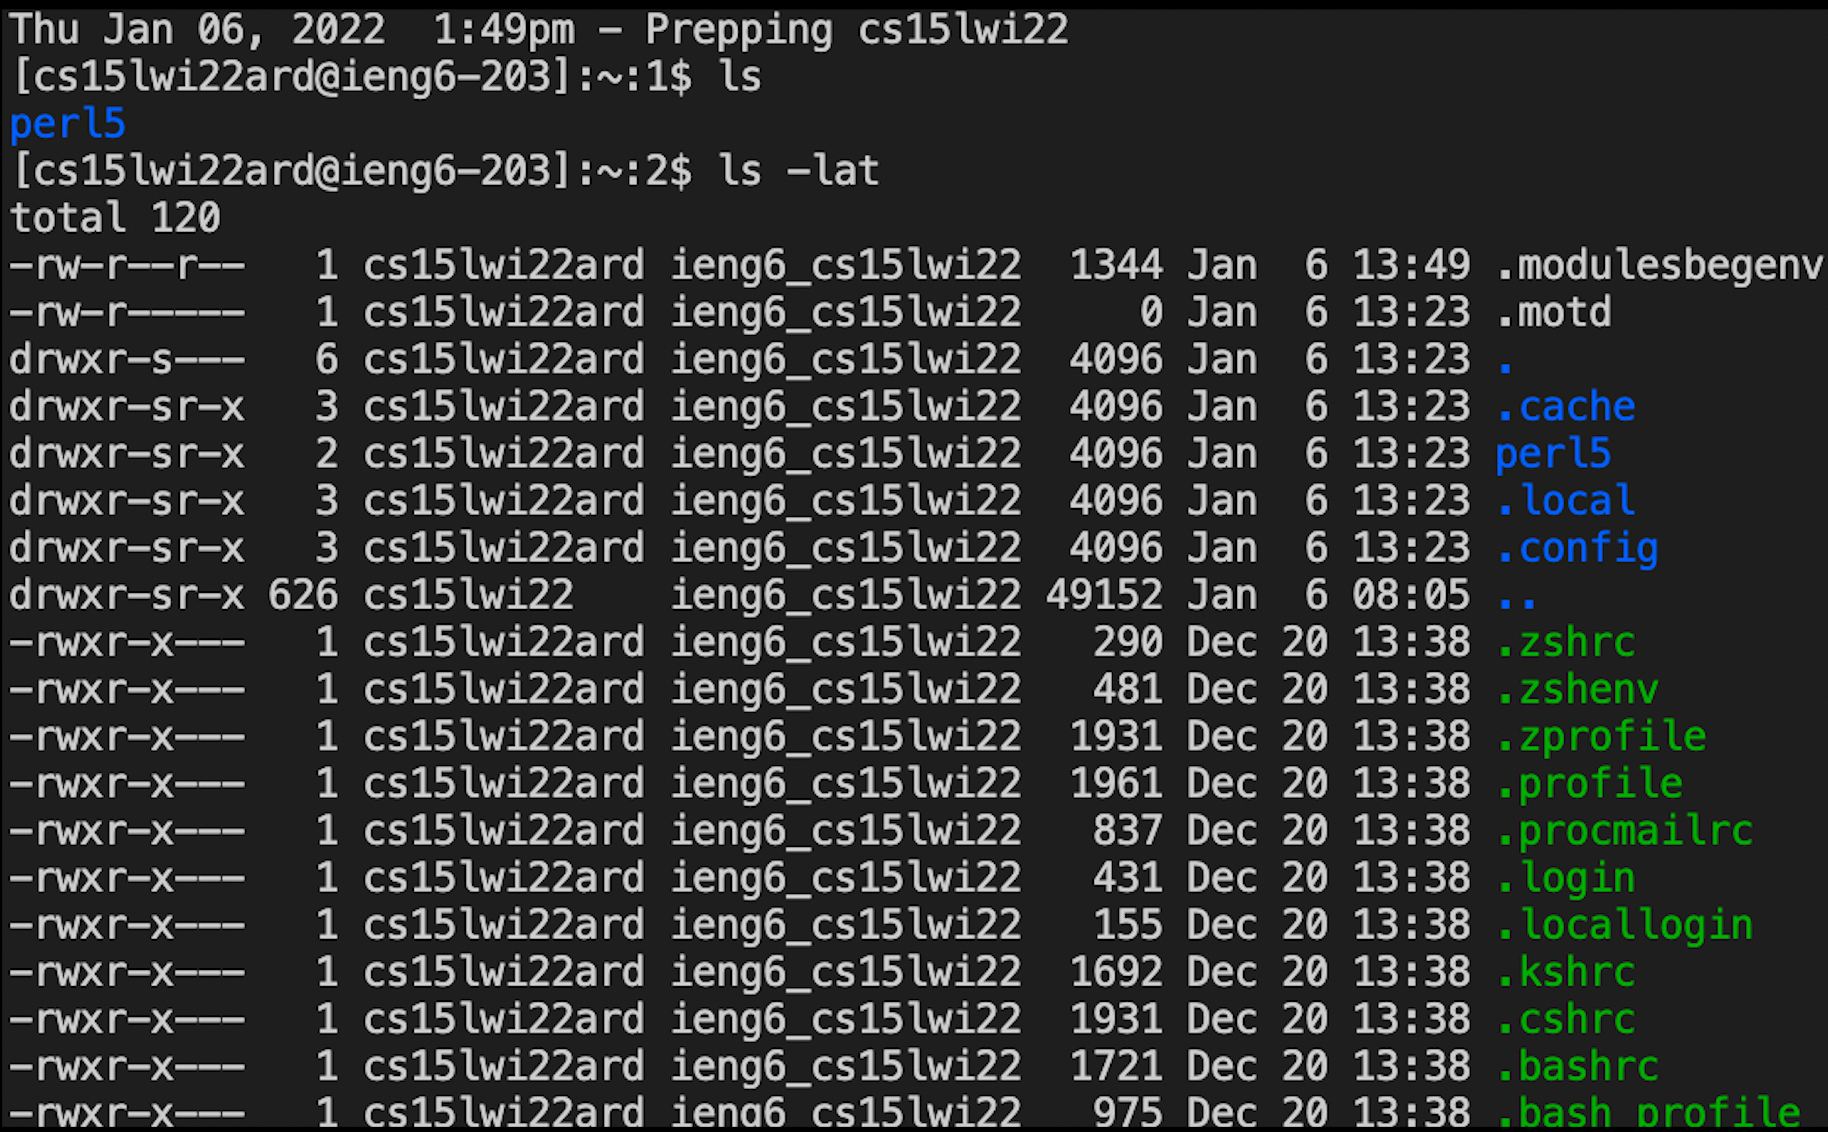 Thu Jan 06, 2022  1:49pm - Prepping cs15lwi22
[cs15lwi22ard@ieng6-203]:~:1$ ls
perl5
[cs15lwi22ard@ieng6-203]:~:2$ ls -lat
total 120
-rw-r--r--   1 cs15lwi22ard ieng6_cs15lwi22  1344 Jan  6 13:49 .modulesbegenv
-rw-r-----   1 cs15lwi22ard ieng6_cs15lwi22     0 Jan  6 13:23 .motd
drwxr-s---   6 cs15lwi22ard ieng6_cs15lwi22  4096 Jan  6 13:23 .
drwxr-sr-x   3 cs15lwi22ard ieng6_cs15lwi22  4096 Jan  6 13:23 .cache
drwxr-sr-x   2 cs15lwi22ard ieng6_cs15lwi22  4096 Jan  6 13:23 perl5
drwxr-sr-x   3 cs15lwi22ard ieng6_cs15lwi22  4096 Jan  6 13:23 .local
drwxr-sr-x   3 cs15lwi22ard ieng6_cs15lwi22  4096 Jan  6 13:23 .config
drwxr-sr-x 626 cs15lwi22    ieng6_cs15lwi22 49152 Jan  6 08:05 ..
-rwxr-x---   1 cs15lwi22ard ieng6_cs15lwi22   290 Dec 20 13:38 .zshrc
-rwxr-x---   1 cs15lwi22ard ieng6_cs15lwi22   481 Dec 20 13:38 .zshenv
-rwxr-x---   1 cs15lwi22ard ieng6_cs15lwi22  1931 Dec 20 13:38 .zprofile
-rwxr-x---   1 cs15lwi22ard ieng6_cs15lwi22  1961 Dec 20 13:38 .profile
-rwxr-x---   1 cs15lwi22ard ieng6_cs15lwi22   837 Dec 20 13:38 .procmailrc
-rwxr-x---   1 cs15lwi22ard ieng6_cs15lwi22   431 Dec 20 13:38 .login
-rwxr-x---   1 cs15lwi22ard ieng6_cs15lwi22   155 Dec 20 13:38 .locallogin
-rwxr-x---   1 cs15lwi22ard ieng6_cs15lwi22  1692 Dec 20 13:38 .kshrc
-rwxr-x---   1 cs15lwi22ard ieng6_cs15lwi22  1931 Dec 20 13:38 .cshrc
-rwxr-x---   1 cs15lwi22ard ieng6_cs15lwi22  1721 Dec 20 13:38 .bashrc
-rwxr-x---   1 cs15lwi22ard ieng6_cs15lwi22   975 Dec 20 13:38 .bash_profile